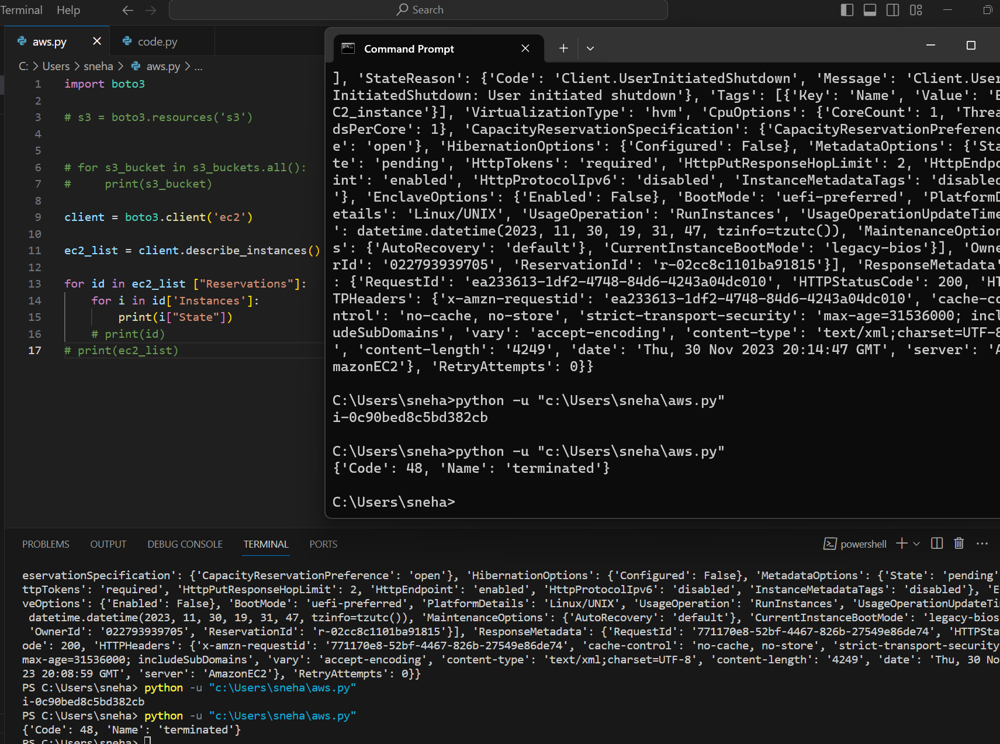 Terminal Help Search
aws.py code.py
C: > Users > sneha > aws.py > ...
1 import boto3
2
3 # s3 = boto3.resources('s3')
4
5
6 # for s3_bucket in s3_buckets.all():
7 #     print(s3_bucket)
8
9 client = boto3.client('ec2')
10
11 ec2_list = client.describe_instances()
12
13 for id in ec2_list ["Reservations"]:
14     for i in id['Instances']:
15         print(i["State"])
16     # print(id)
17 # print(ec2_list)
Command Prompt
], 'StateReason': {'Code': 'Client.UserInitiatedShutdown', 'Message': 'Client.User
InitiatedShutdown: User initiated shutdown'}, 'Tags': [{'Key': 'Name', 'Value': 'E
C2_instance'}], 'VirtualizationType': 'hvm', 'CpuOptions': {'CoreCount': 1, 'Threa
dsPerCore': 1}, 'CapacityReservationSpecification': {'CapacityReservationPreferenc
e': 'open'}, 'HibernationOptions': {'Configured': False}, 'MetadataOptions': {'Sta
te': 'pending', 'HttpTokens': 'required', 'HttpPutResponseHopLimit': 2, 'HttpEndpo
int': 'enabled', 'HttpProtocolIpv6': 'disabled', 'InstanceMetadataTags': 'disabled
'}, 'EnclaveOptions': {'Enabled': False}, 'BootMode': 'uefi-preferred', 'PlatformD
etails': 'Linux/UNIX', 'UsageOperation': 'RunInstances', 'UsageOperationUpdateTime
': datetime.datetime(2023, 11, 30, 19, 31, 47, tzinfo=tzutc()), 'MaintenanceOption
s': {'AutoRecovery': 'default'}, 'CurrentInstanceBootMode': 'legacy-bios'}], 'Owne
rId': '022793939705', 'ReservationId': 'r-02cc8c1101ba91815'}], 'ResponseMetadata'
: {'RequestId': 'ea233613-1df2-4748-84d6-4243a04dc010', 'HTTPStatusCode': 200, 'HT
TPHeaders': {'x-amzn-requestid': 'ea233613-1df2-4748-84d6-4243a04dc010', 'cache-co
ntrol': 'no-cache, no-store', 'strict-transport-security': 'max-age=31536000; incl
udeSubDomains', 'vary': 'accept-encoding', 'content-type': 'text/xml;charset=UTF-8
', 'content-length': '4249', 'date': 'Thu, 30 Nov 2023 20:14:47 GMT', 'server': 'A
mazonEC2'}, 'RetryAttempts': 0}}
C:\Users\sneha>python -u "c:\Users\sneha\aws.py"
i-0c90bed8c5bd382cb
C:\Users\sneha>python -u "c:\Users\sneha\aws.py"
{'Code': 48, 'Name': 'terminated'}
C:\Users\sneha>
PROBLEMS OUTPUT DEBUG CONSOLE TERMINAL PORTS powershell
eservationSpecification': {'CapacityReservationPreference': 'open'}, 'HibernationOptions': {'Configured': False}, 'MetadataOptions': {'State': 'pending'
ttpTokens': 'required', 'HttpPutResponseHopLimit': 2, 'HttpEndpoint': 'enabled', 'HttpProtocolIpv6': 'disabled', 'InstanceMetadataTags': 'disabled'}, 'E
veOptions': {'Enabled': False}, 'BootMode': 'uefi-preferred', 'PlatformDetails': 'Linux/UNIX', 'UsageOperation': 'RunInstances', 'UsageOperationUpdateTi
datetime.datetime(2023, 11, 30, 19, 31, 47, tzinfo=tzutc()), 'MaintenanceOptions': {'AutoRecovery': 'default'}, 'CurrentInstanceBootMode': 'legacy-bios
'OwnerId': '022793939705', 'ReservationId': 'r-02cc8c1101ba91815'}], 'ResponseMetadata': {'RequestId': '771170e8-52bf-4467-826b-27549e86de74', 'HTTPSta
ode': 200, 'HTTPHeaders': {'x-amzn-requestid': '771170e8-52bf-4467-826b-27549e86de74', 'cache-control': 'no-cache, no-store', 'strict-transport-security
max-age=31536000; includeSubDomains', 'vary': 'accept-encoding', 'content-type': 'text/xml;charset=UTF-8', 'content-length': '4249', 'date': 'Thu, 30 No
23 20:08:59 GMT', 'server': 'AmazonEC2'}, 'RetryAttempts': 0}}
PS C:\Users\sneha> python -u "c:\Users\sneha\aws.py"
i-0c90bed8c5bd382cb
PS C:\Users\sneha> python -u "c:\Users\sneha\aws.py"
{'Code': 48, 'Name': 'terminated'}
PS C:\Users\sneha>